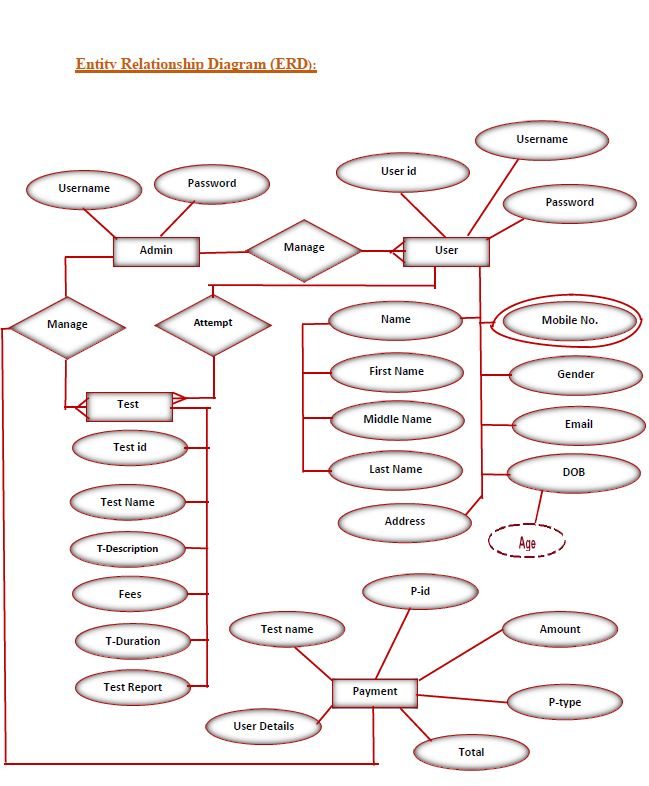 Entity Relationship Diagram (ERD):
Username
Username
Password
User id
Password
Admin
Manage
User
Manage
Attempt
Name
Mobile No.
First Name
Gender
Test
Middle Name
Email
Test id
Last Name
DOB
Test Name
Address
Age
T-Description
Fees
P-id
Test name
Amount
T-Duration
Test Report
Payment
P-type
User Details
Total